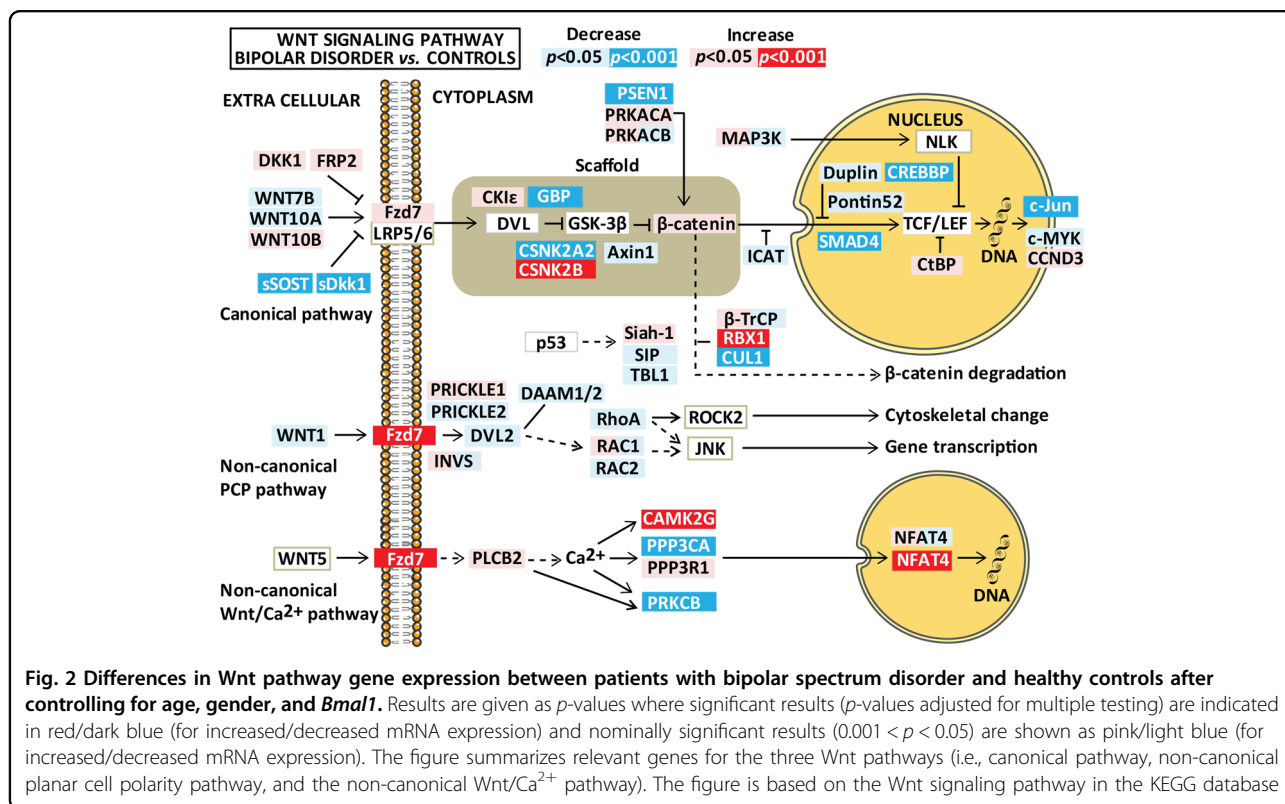 WNT SIGNALING PATHWAY
BIPOLAR DISORDER vs. CONTROLS
Decrease
p<0.05 p<0.001
Increase
p<0.05 p<0.001
EXTRA CELLULAR
CYTOPLASM
PSEN1
PRKACA
PRKACB
NUCLEUS
MAP3K
NLK
DKK1 FRP2
Scaffold
Duplin CREBBP
WNT7B
WNT10A
WNT10B
Fzd7
LRP5/6
CKIε GBP
DVL
GSK-3β
β-catenin
Pontin52
TCF/LEF
c-Jun
c-MYK
CCND3
DNA
SMAD4
CtBP
CSNK2A2
CSNK2B
Axin1
ICAT
sSOST sDkk1
Canonical pathway
p53
Siah-1
SIP
TBL1
β-TrCP
RBX1
CUL1
β-catenin degradation
PRICKLE1
PRICKLE2
DAAM1/2
WNT1
Fzd7
DVL2
INVS
RhoA
RAC1
RAC2
ROCK2
JNK
Cytoskeletal change
Gene transcription
Non-canonical
PCP pathway
WNT5
Fzd7
PLCB2
Ca2+
CAMK2G
PPP3CA
PPP3R1
PRKCB
NFAT4
NFAT4
DNA
Non-canonical
Wnt/Ca2+ pathway
Fig. 2 Differences in Wnt pathway gene expression between patients with bipolar spectrum disorder and healthy controls after
controlling for age, gender, and Bmal1. Results are given as p-values where significant results (p-values adjusted for multiple testing) are indicated
in red/dark blue (for increased/decreased mRNA expression) and nominally significant results (0.001 < p < 0.05) are shown as pink/light blue (for
increased/decreased mRNA expression). The figure summarizes relevant genes for the three Wnt pathways (i.e., canonical pathway, non-canonical
planar cell polarity pathway, and the non-canonical Wnt/Ca2+ pathway). The figure is based on the Wnt signaling pathway in the KEGG database